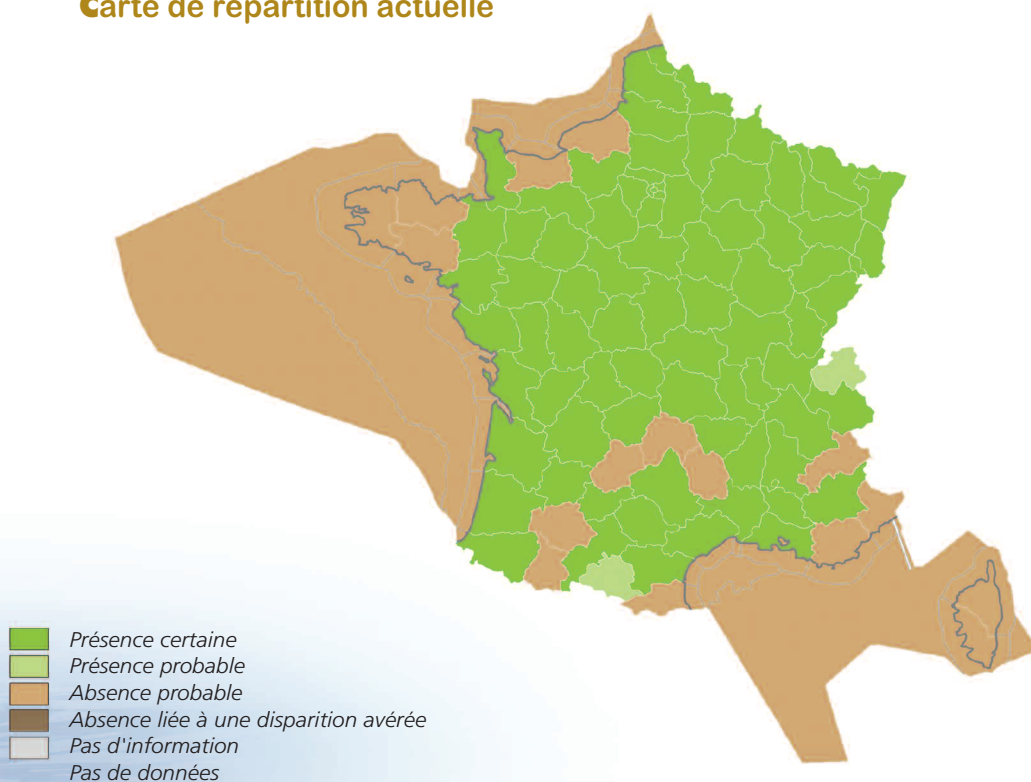 Carte de répartition actuelle
Présence certaine
Présence probable
Absence probable
Absence liée à une disparition avérée
Pas d'information
Pas de données